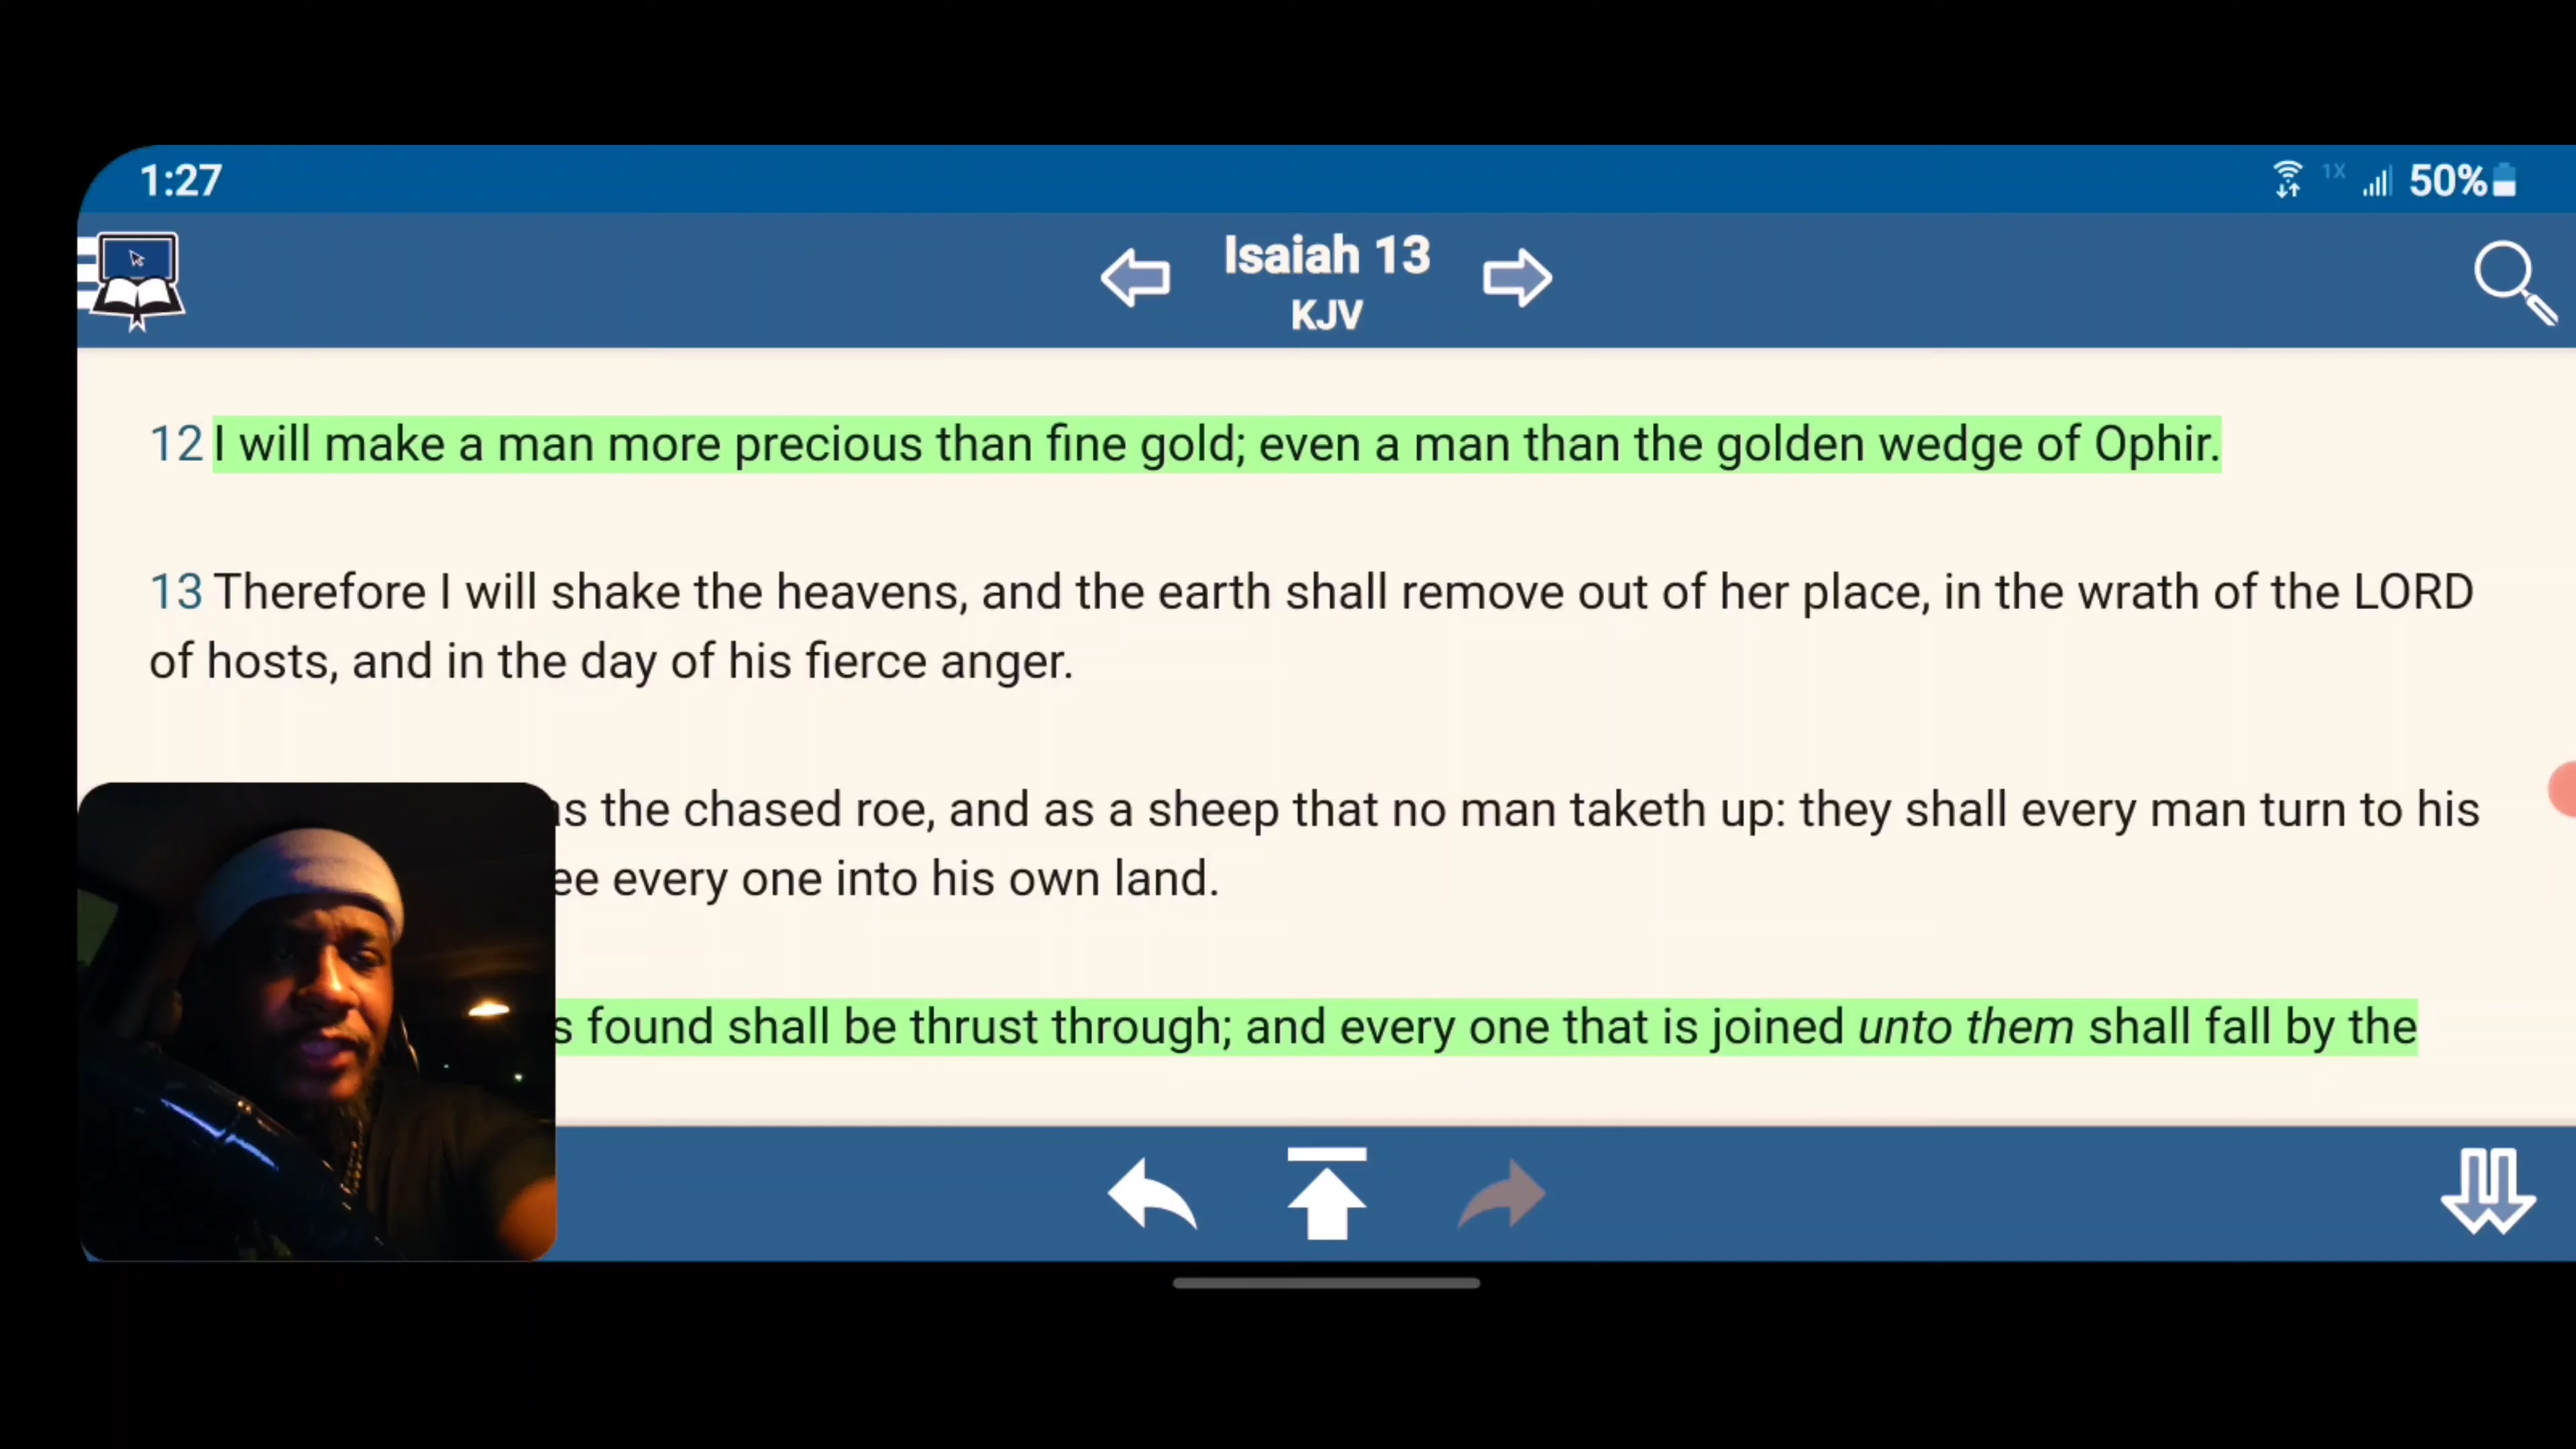 1:27
1X
50%
Isaiah 13
KJV
12 I will make a man more precious than fine gold; even a man than the golden wedge of Ophir.
13 Therefore I will shake the heavens, and the earth shall remove out of her place, in the wrath of the LORD
of hosts, and in the day of his fierce anger.
the chased roe, and as a sheep that no man taketh up: they shall every man turn to his
every one into his own land.
found shall be thrust through; and every one that is joined unto them shall fall by the